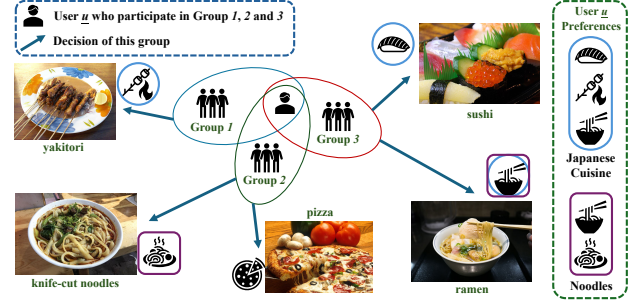 User u who participate in Group 1, 2 and 3
Decision of this group
User u
Preferences
yakitori
Group 1
Group 3
sushi
Group 2
Japanese
Cuisine
pizza
knife-cut noodles
ramen
Noodles